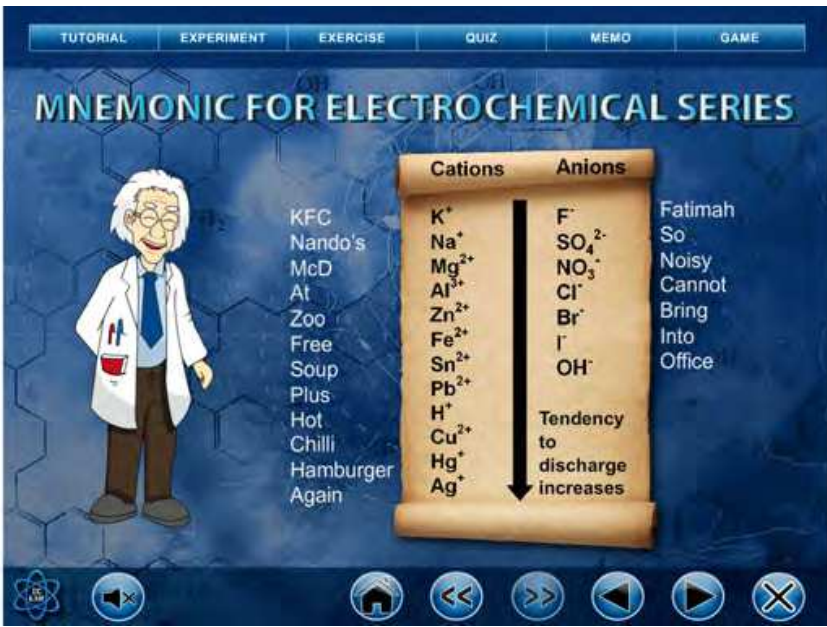 TUTORIAL EXPERIMENT EXERCISE QUIZ MEMO GAME
MNEMONIC FOR ELECTROCHEMICAL SERIES
Cations Anions
KFC K⁺ F⁻ Fatimah
Nando's Na⁺ SO₄²⁻ So
McD Mg²⁺ NO₃⁻ Noisy
At Al³⁺ Cl⁻ Cannot
Zoo Zn²⁺ Br⁻ Bring
Free Fe²⁺ I⁻ Into
Soup Sn²⁺ OH⁻ Office
Plus Pb²⁺
Hot H⁺
Chilli Cu²⁺
Hamburger Hg⁺
Again Ag⁺
Tendency
to
discharge
increases